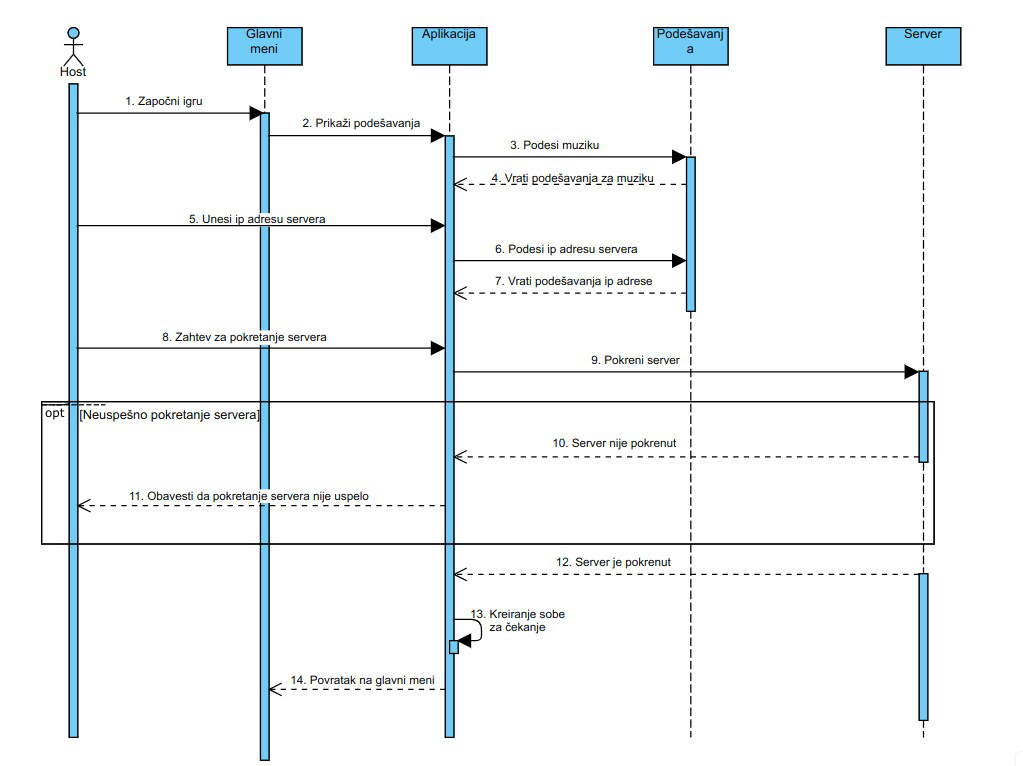 Host
Glavni
meni
Aplikacija
Podešavanj
a
Server
1. Započni igru
2. Prikaži podešavanja
3. Podesi muziku
4. Vrati podešavanja za muziku
5. Unesi ip adresu servera
6. Podesi ip adresu servera
7. Vrati podešavanja ip adrese
8. Zahtev za pokretanje servera
9. Pokreni server
opt
[Neuspešno pokretanje servera]
10. Server nije pokrenut
11. Obavesti da pokretanje servera nije uspelo
12. Server je pokrenut
13. Kreiranje sobe
za čekanje
14. Povratak na glavni meni